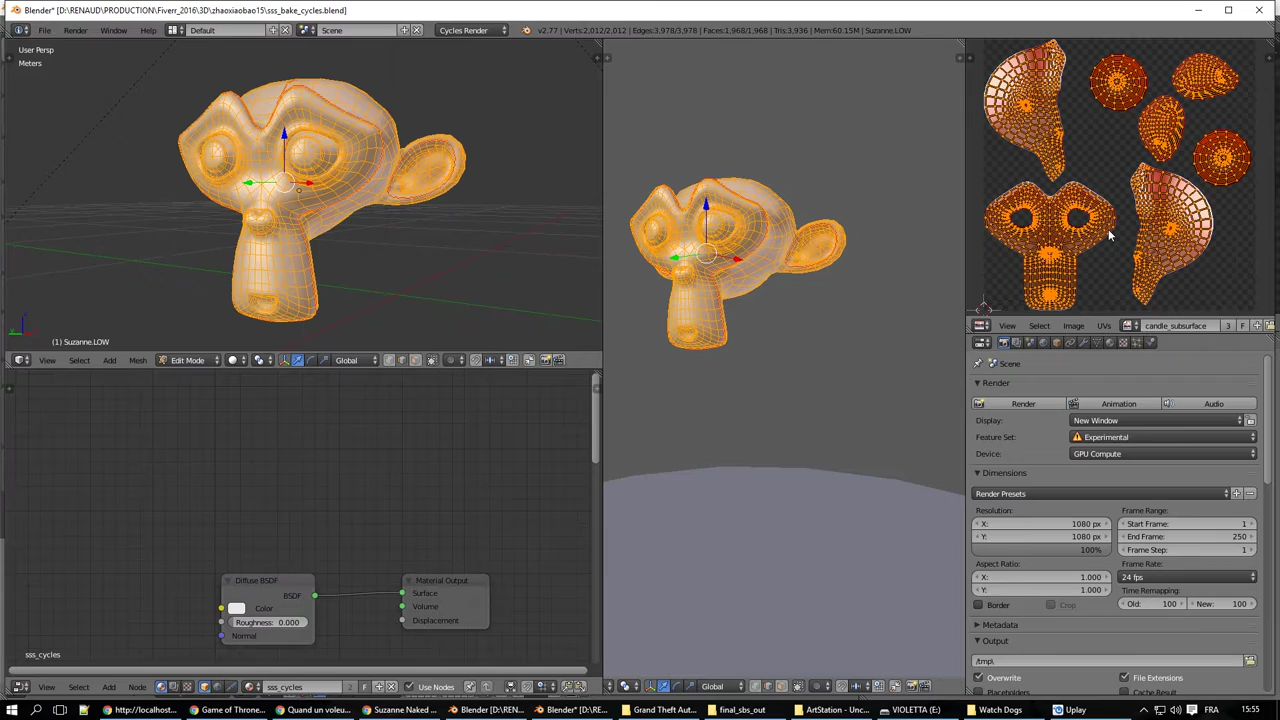 Blender* [D:\RENAUD\PRODUCTION\Fiverr_2016\3D\zhaoxiaobao15\sss_bake_cycles.blend]
File Render Window Help Default Scene Cycles Render v2.77 | Verts:2,012/2,012 | Edges:3,978/3,978 | Faces:1,968/1,968 | Tris:3,936 | Mem:60.15M | Suzanne.LOW
User Persp
Meters
(1) Suzanne.LOW
View Select Add Mesh Edit Mode Global
View Select Image UVs candle_subsurface 3 F
Scene
Render
Render Animation Audio
Display: New Window
Feature Set: Experimental
Device: GPU Compute
Dimensions
Render Presets
Resolution: Frame Range:
X: 1080 px Start Frame: 1
Y: 1080 px End Frame: 250
100% Frame Step: 1
Aspect Ratio: Frame Rate:
X: 1.000 24 fps
Y: 1.000 Time Remapping:
Border Crop Old: 100 New: 100
Metadata
Output
/tmp\
Overwrite File Extensions
Placeholders Cache Result
Diffuse BSDF
BSDF
Color
Roughness: 0.000
Normal
Material Output
Surface
Volume
Displacement
sss_cycles
View Select Add Node sss_cycles 2 F Use Nodes Global
http://localhost... Game of Throne... Quand un voleu... Suzanne Naked ... Blender [D:\REN... Blender* [D:\RE... Grand Theft Aut... final_sbs_out ArtStation - Unc... VIOLETTA (E:) Watch Dogs Uplay FRA 15:55